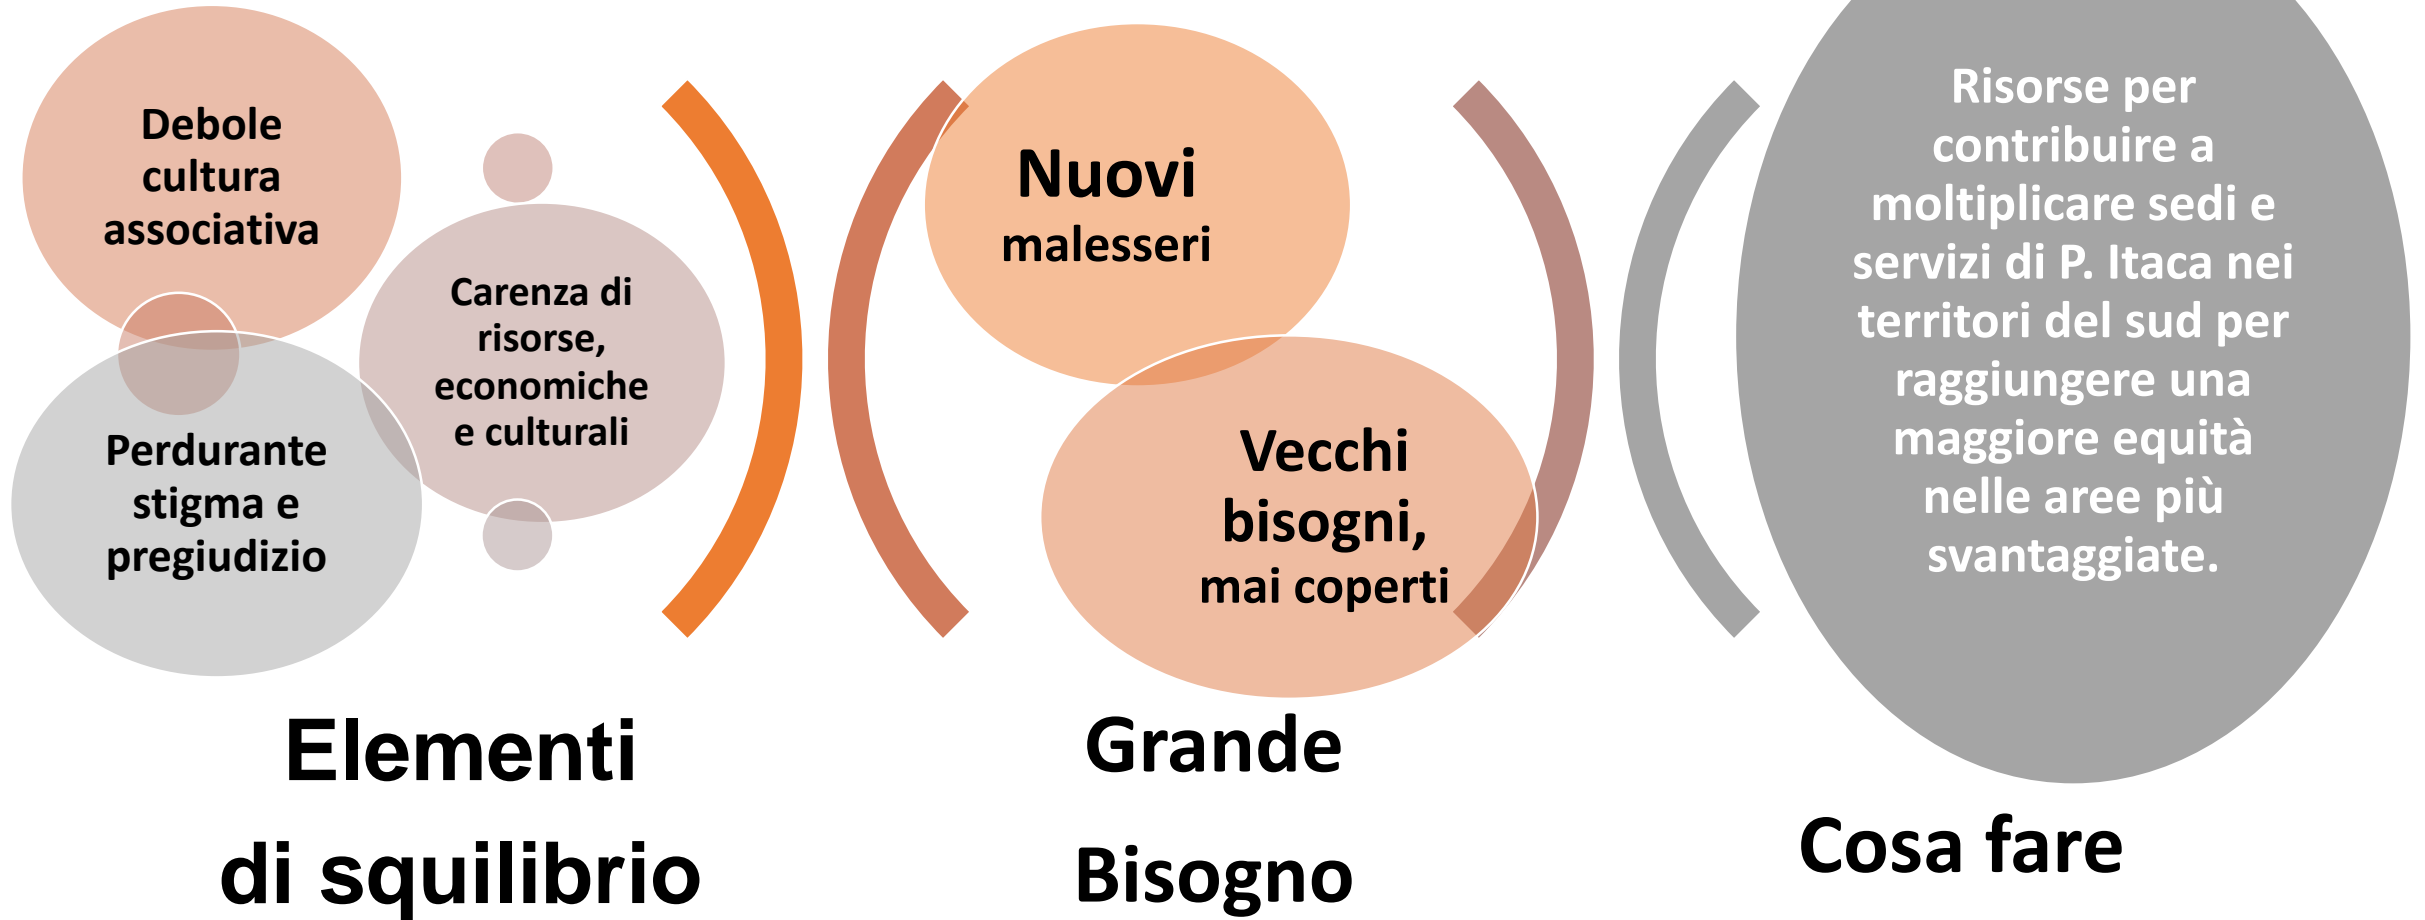 Debole
cultura
associativa
Perdurante
stigma e
pregiudizio
Carenza di
risorse,
economiche
e culturali
Elementi
di squilibrio
Nuovi
malesseri
Vecchi
bisogni,
mai coperti
Grande
Bisogno
Risorse per
contribuire a
moltiplicare sedi e
servizi di P. Itaca nei
territori del sud per
raggiungere una
maggiore equità
nelle aree più
svantaggiate.
Cosa fare